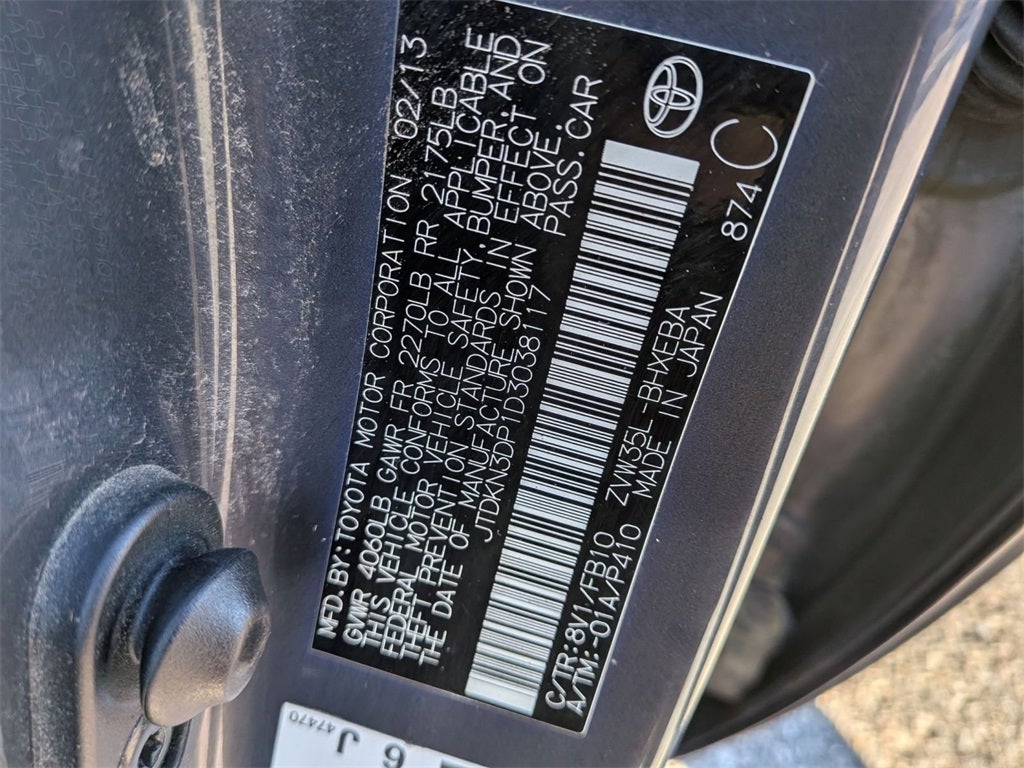 MFD.BY:TOYOTA MOTOR CORPORATION 02/13
GVWR 4060LB GAWR FR 2270LB RR 2175LB
THIS VEHICLE CONFORMS TO ALL APPLICABLE
FEDERAL MOTOR VEHICLE SAFETY,BUMPER,AND
THEFT PREVENTION STANDARDS IN EFFECT ON
THE DATE OF MANUFACTURE SHOWN ABOVE.
JTDKN3DP1D3038117 PASS.CAR
C/TR:8V1/FB10 ZVW35L-BHXEBA
A/TM:-01A/P410 MADE IN JAPAN
874 C
6 J
47470